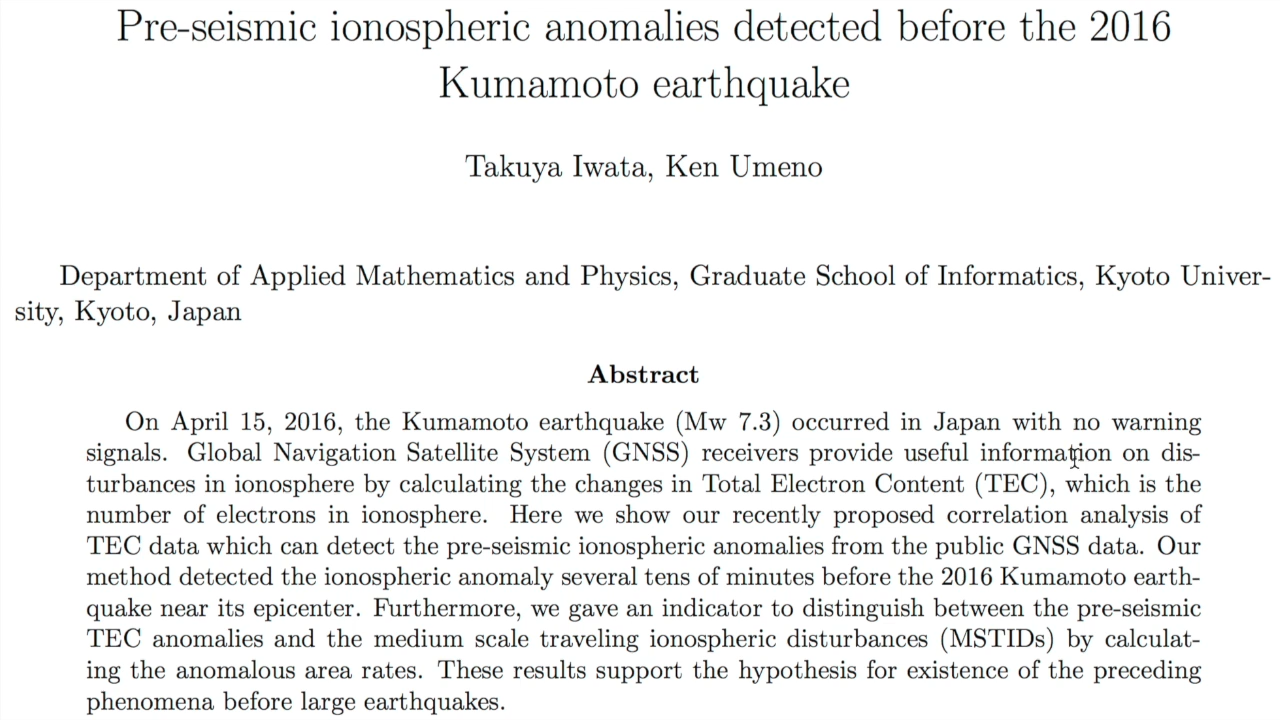 Pre-seismic ionospheric anomalies detected before the 2016
Kumamoto earthquake
Takuya Iwata, Ken Umeno
Department of Applied Mathematics and Physics, Graduate School of Informatics, Kyoto Univer-
sity, Kyoto, Japan
Abstract
On April 15, 2016, the Kumamoto earthquake (Mw 7.3) occurred in Japan with no warning
signals. Global Navigation Satellite System (GNSS) receivers provide useful information on dis-
turbances in ionosphere by calculating the changes in Total Electron Content (TEC), which is the
number of electrons in ionosphere. Here we show our recently proposed correlation analysis of
TEC data which can detect the pre-seismic ionospheric anomalies from the public GNSS data. Our
method detected the ionospheric anomaly several tens of minutes before the 2016 Kumamoto earth-
quake near its epicenter. Furthermore, we gave an indicator to distinguish between the pre-seismic
TEC anomalies and the medium scale traveling ionospheric disturbances (MSTIDs) by calculat-
ing the anomalous area rates. These results support the hypothesis for existence of the preceding
phenomena before large earthquakes.